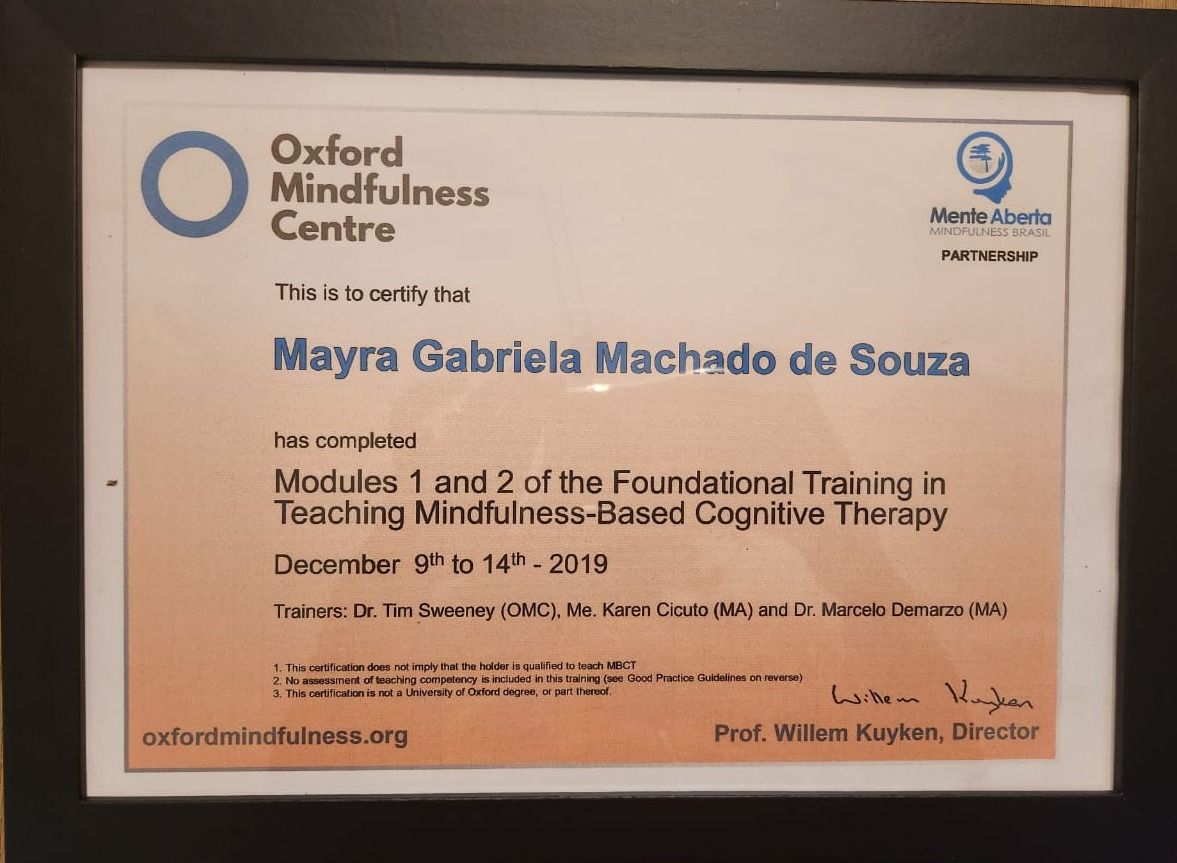 Oxford
Mindfulness
Centre
Mente Aberta
MINDFULNESS BRASIL
PARTNERSHIP
This is to certify that
Mayra Gabriela Machado de Souza
has completed
Modules 1 and 2 of the Foundational Training in
Teaching Mindfulness-Based Cognitive Therapy
December 9th to 14th - 2019
Trainers: Dr. Tim Sweeney (OMC), Me. Karen Cicuto (MA) and Dr. Marcelo Demarzo (MA)
1. This certification does not imply that the holder is qualified to teach MBCT
2. No assessment of teaching competency is included in this training (see Good Practice Guidelines on reverse)
3. This certification is not a University of Oxford degree, or part thereof.
Willem Kuyken
oxfordmindfulness.org
Prof. Willem Kuyken, Director